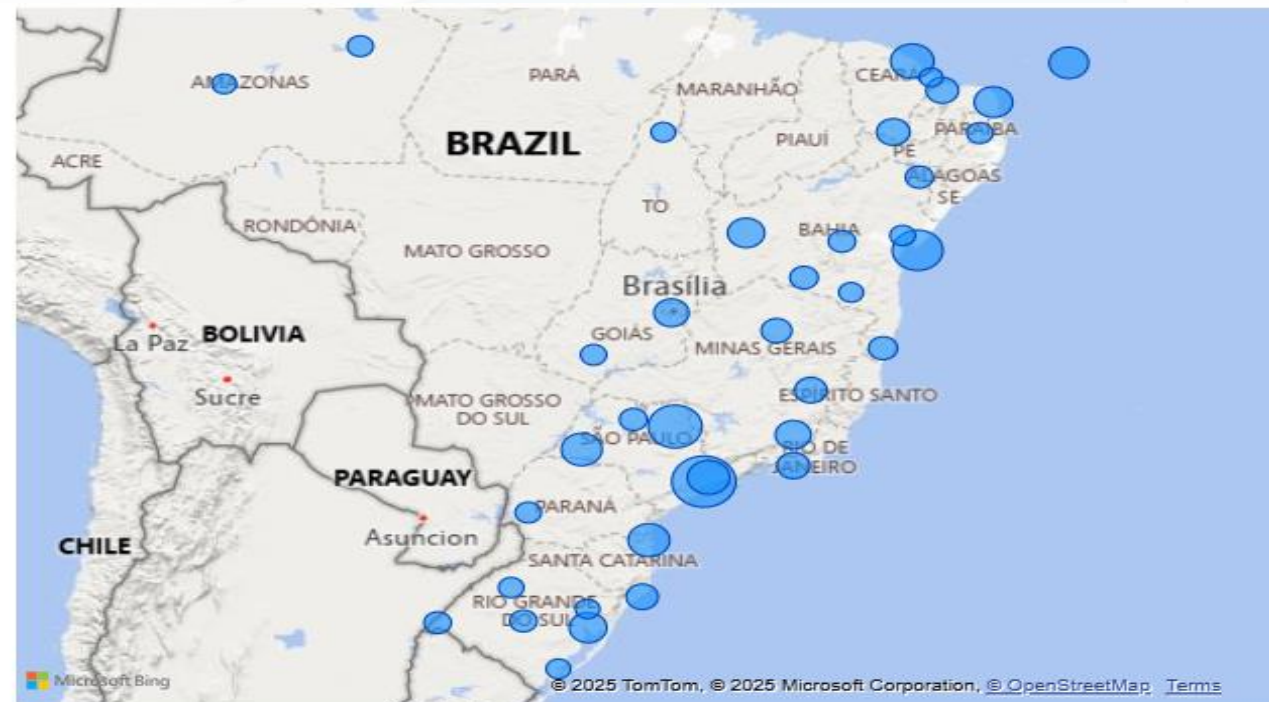 AMAZONAS
PARÁ
CEARÁ
MARANHÃO
BRAZIL
PIAUÍ
PARAÍBA
PE
ACRE
ALAGOAS
SE
TO
RONDÔNIA
MATO GROSSO
BAHIA
Brasília
La Paz
BOLIVIA
GOIÁS
MINAS GERAIS
Sucre
MATO GROSSO
DO SUL
ESPÍRITO SANTO
SÃO PAULO
RIO DE
JANEIRO
PARAGUAY
PARANÁ
Asuncion
CHILE
SANTA CATARINA
RIO GRANDE
DO SUL
Microsoft Bing
© 2025 TomTom, © 2025 Microsoft Corporation, © OpenStreetMap Terms